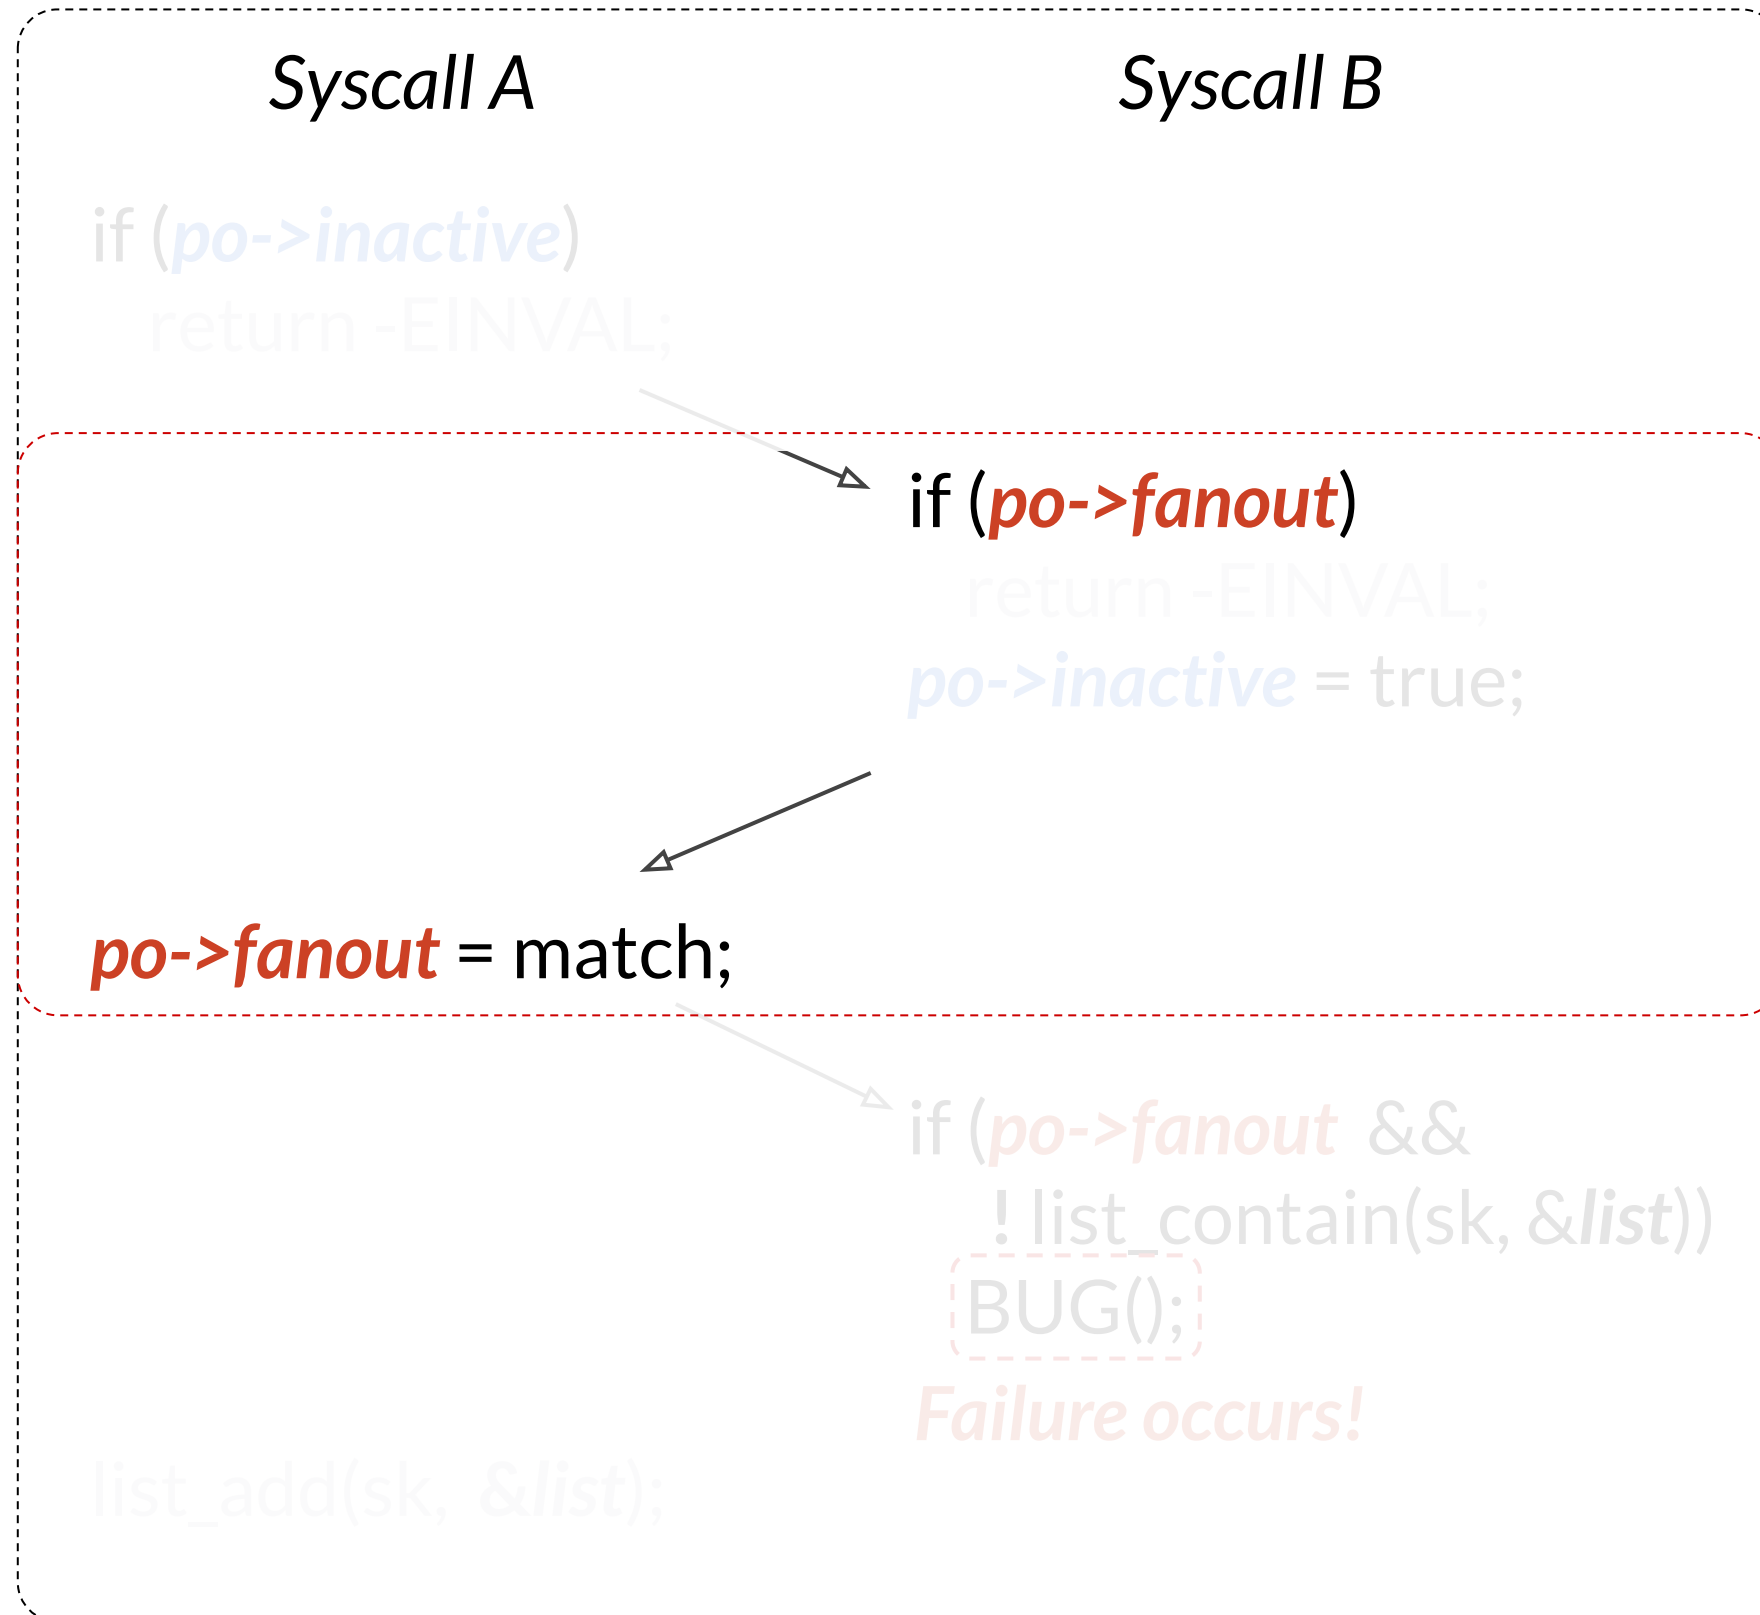 Syscall A
Syscall B
if (po->inactive)
return -EINVAL;
if (po->fanout)
return -EINVAL;
po->inactive = true;
po->fanout = match;
if (po->fanout &&
! list_contain(sk, &list))
BUG();
Failure occurs!
list_add(sk, &list);